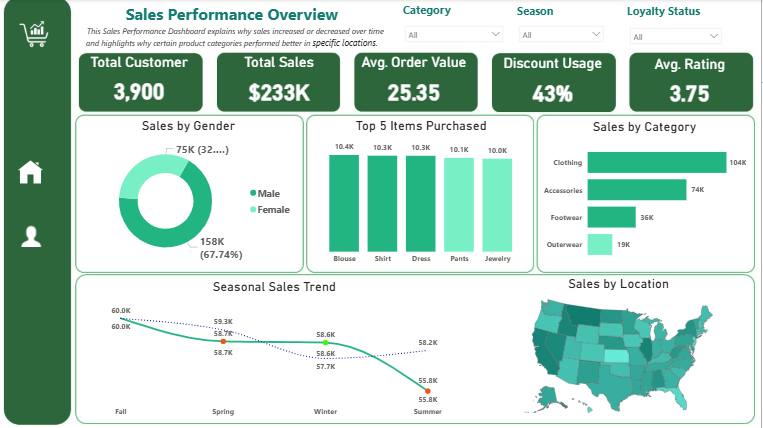 Sales Performance Overview
This Sales Performance Dashboard explains why sales increased or decreased over time
and highlights why certain product categories performed better in specific locations.
Category
All
Season
All
Loyalty Status
All
Total Customer
3,900
Total Sales
$233K
Avg. Order Value
25.35
Discount Usage
43%
Avg. Rating
3.75
Sales by Gender
75K (32....)
Male
Female
158K
(67.74%)
Top 5 Items Purchased
10.4K
10.3K
10.3K
10.1K
10.0K
Blouse
Shirt
Dress
Pants
Jewelry
Sales by Category
Clothing
104K
Accessories
74K
Footwear
36K
Outerwear
19K
Seasonal Sales Trend
60.0K
60.0K
59.3K
58.7K
58.7K
58.6K
58.6K
57.7K
58.2K
55.8K
55.8K
Fall
Spring
Winter
Summer
Sales by Location